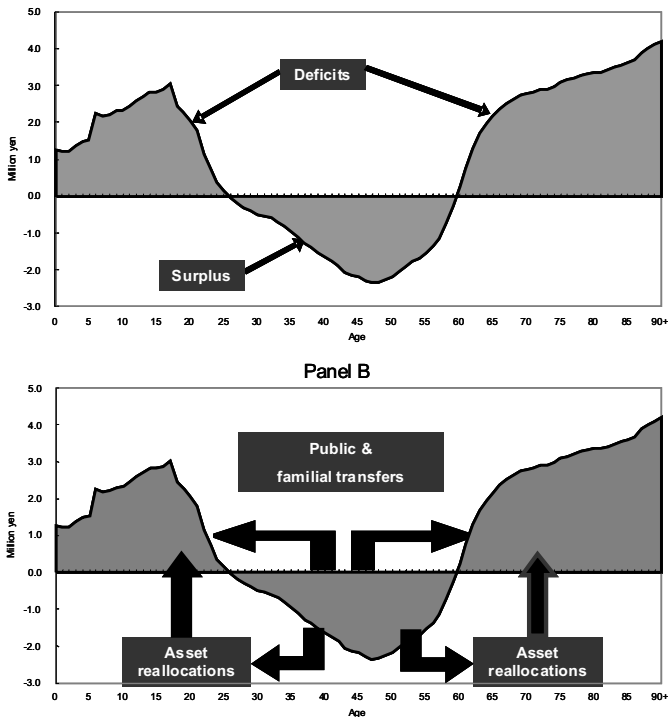 5.0
4.0
3.0
2.0
1.0
0.0
-1.0
-2.0
-3.0
Million yen
Deficits
Surplus
0 5 10 15 20 25 30 35 40 45 50 55 60 65 70 75 80 85 90+
Age
Panel B
5.0
4.0
3.0
2.0
1.0
0.0
-1.0
-2.0
-3.0
Million yen
Public &
familial transfers
Asset
reallocations
Asset
reallocations
0 5 10 15 20 25 30 35 40 45 50 55 60 65 70 75 80 85 90+
Age